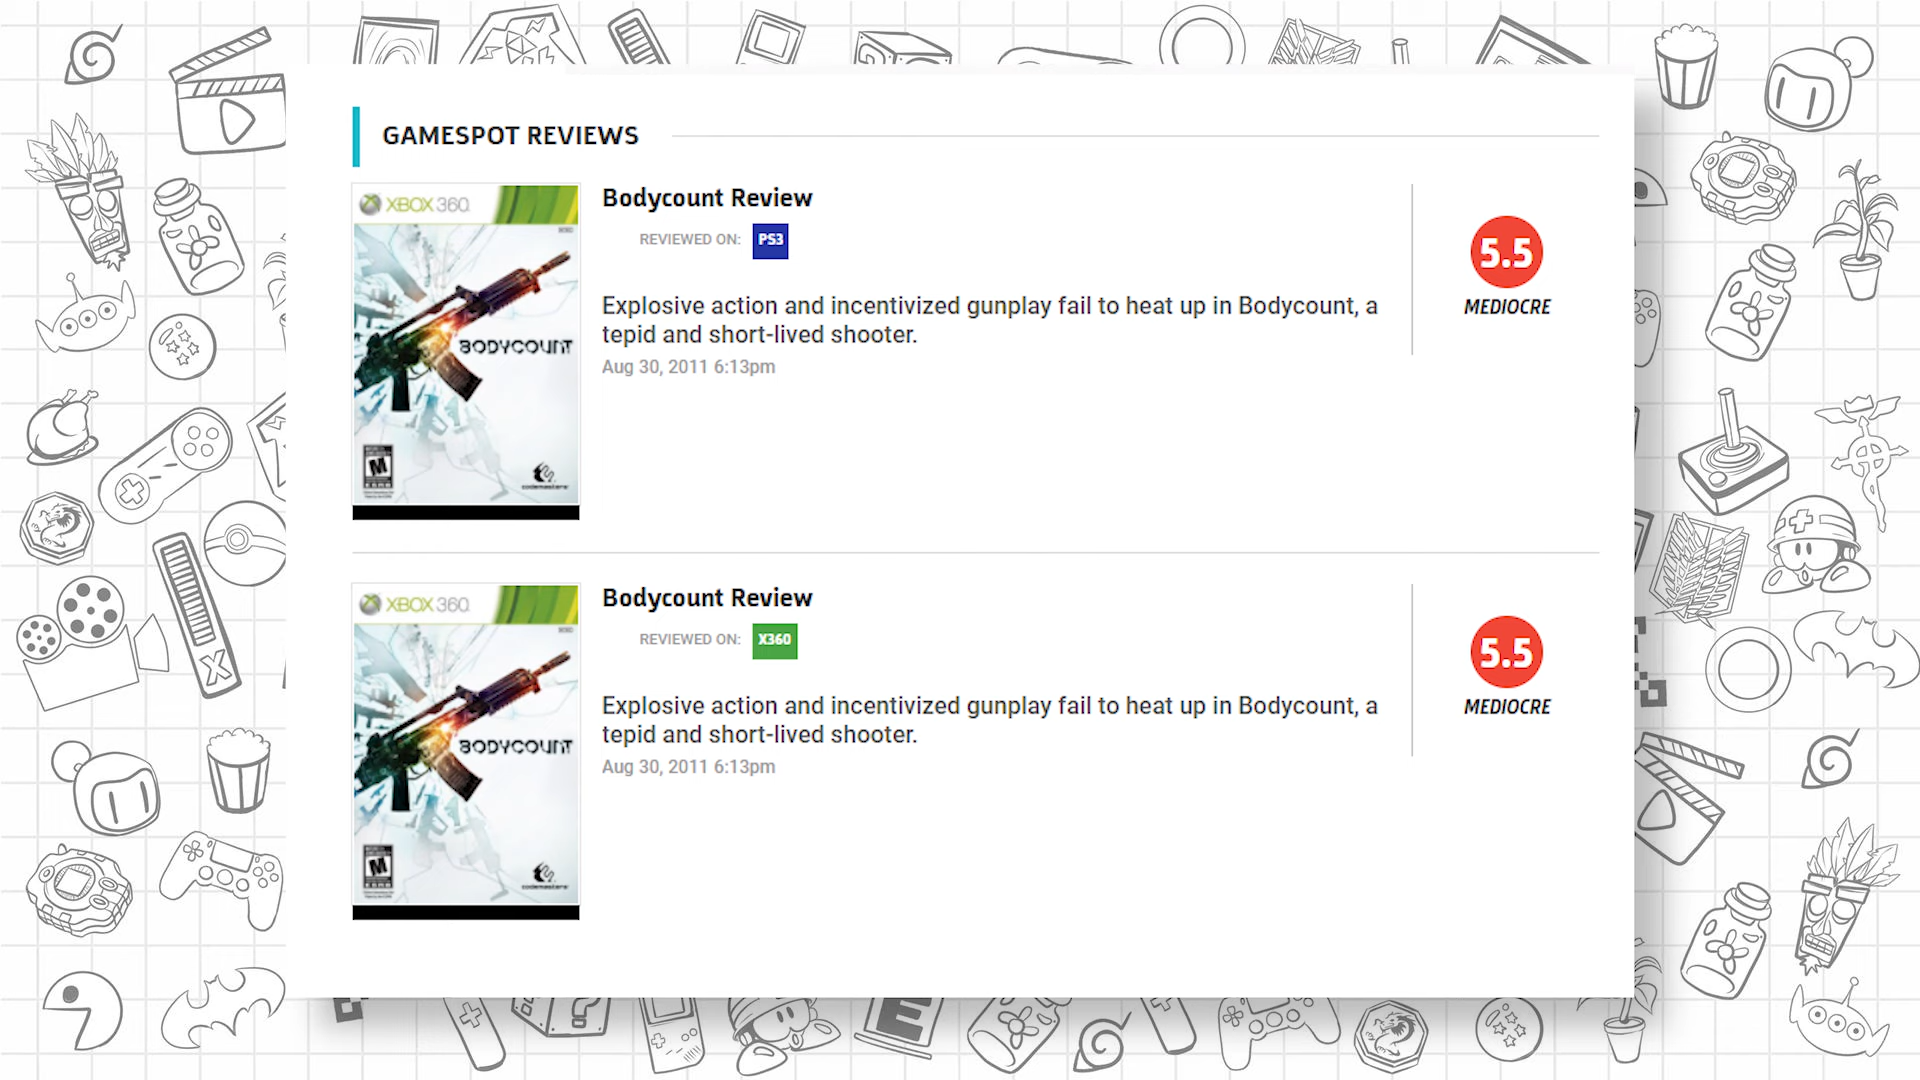 GAMESPOT REVIEWS
XBOX 360
BODYCOUNT
M
codemasters
Bodycount Review
REVIEWED ON: PS3
Explosive action and incentivized gunplay fail to heat up in Bodycount, a
tepid and short-lived shooter.
Aug 30, 2011 6:13pm
5.5
MEDIOCRE
XBOX 360
BODYCOUNT
M
codemasters
Bodycount Review
REVIEWED ON: X360
Explosive action and incentivized gunplay fail to heat up in Bodycount, a
tepid and short-lived shooter.
Aug 30, 2011 6:13pm
5.5
MEDIOCRE
X
?
E